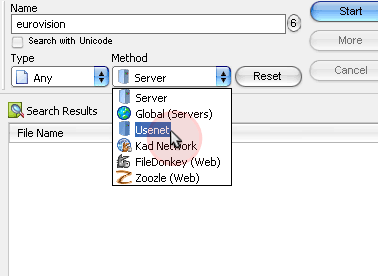 Name
eurovision
6
Start
Search with Unicode
More
Type
Method
Any
Server
Reset
Cancel
Server
Search Results
Global (Servers)
File Name
Usenet
Kad Network
FileDonkey (Web)
Zoozle (Web)